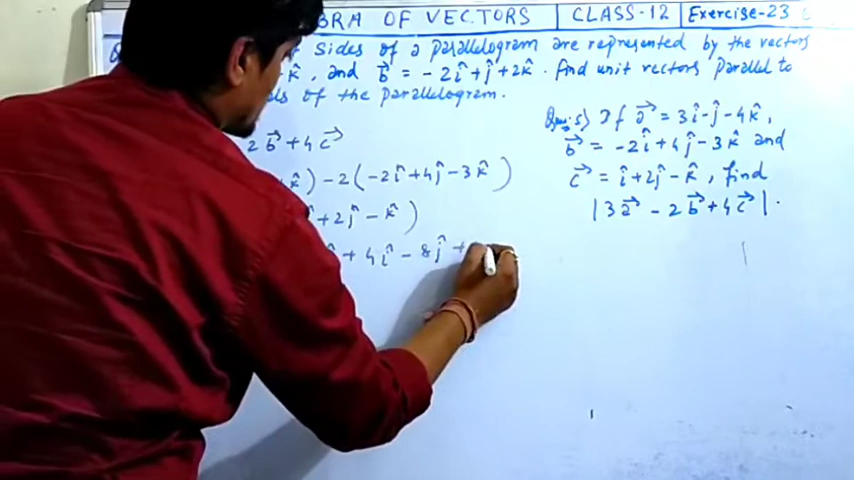 BRA OF VECTORS CLASS-12 Exercise-23
Sides of a parallelogram are represented by the vectors
k̂, and b⃗ = -2î+ĵ+2k̂. find unit vectors Parallel to
of the parallelogram.
2b⃗+4c⃗
k̂)-2(-2î+4ĵ-3k̂)
+2ĵ-k̂)
+4î-8ĵ+
Ques.5) If a⃗ = 3î-ĵ-4k̂,
b⃗ = -2î+4ĵ-3k̂ and
c⃗ = î+2ĵ-k̂, find
|3a⃗-2b⃗+4c⃗|.